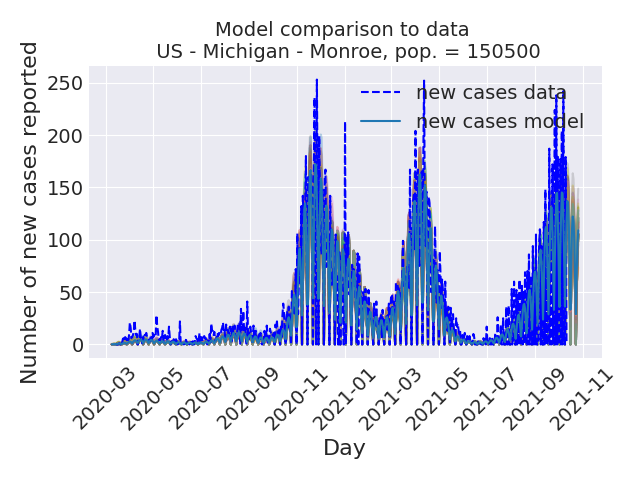 Model comparison to data
US - Michigan - Monroe, pop. = 150500
Number of new cases reported
250
200
150
100
50
0
new cases data
new cases model
2020-03
2020-05
2020-07
2020-09
2020-11
2021-01
2021-03
2021-05
2021-07
2021-09
2021-11
Day